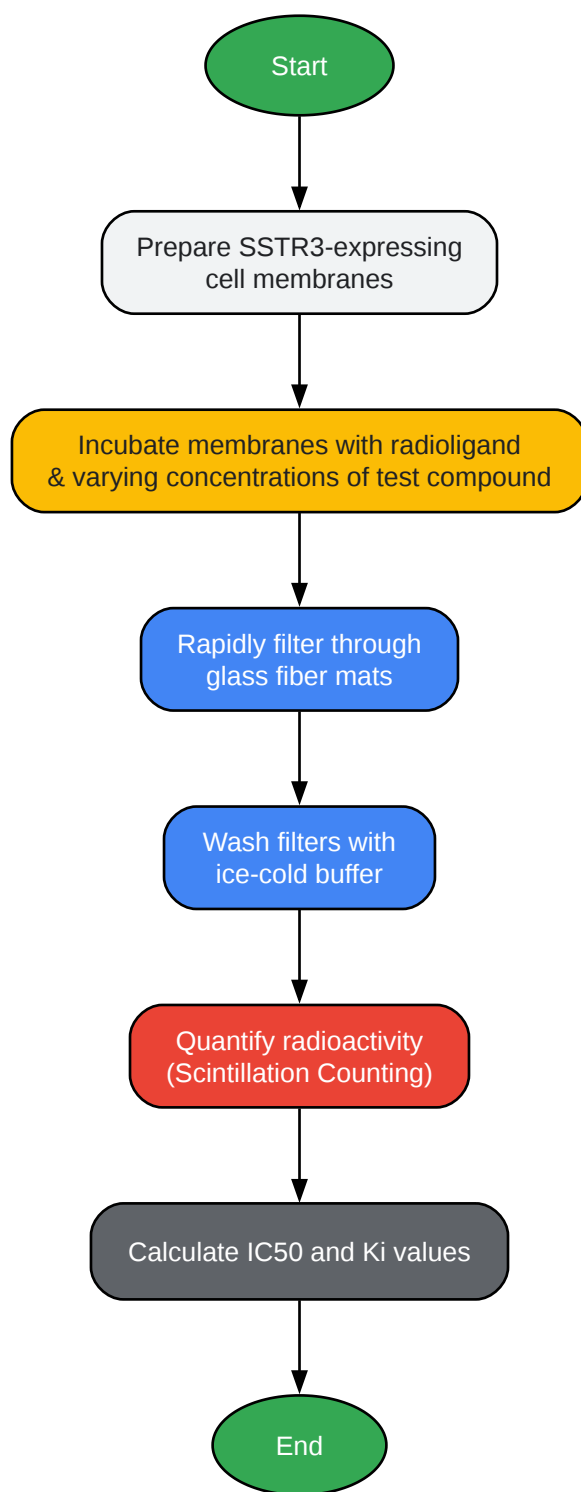 Start
Prepare SSTR3-expressing
cell membranes
Incubate membranes with radioligand
& varying concentrations of test compound
Rapidly filter through
glass fiber mats
Wash filters with
ice-cold buffer
Quantify radioactivity
(Scintillation Counting)
Calculate IC50 and Ki values
End